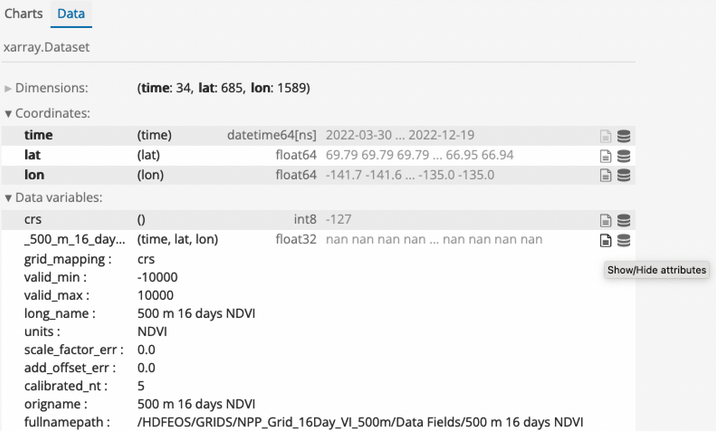 Charts Data
xarray.Dataset
► Dimensions: (time: 34, lat: 685, lon: 1589)
▼ Coordinates:
time (time) datetime64[ns] 2022-03-30 ... 2022-12-19
lat (lat) float64 69.79 69.79 69.79 ... 66.95 66.94
lon (lon) float64 -141.7 -141.6 ... -135.0 -135.0
▼ Data variables:
crs () int8 -127
_500_m_16_day... (time, lat, lon) float32 nan nan nan nan ... nan nan nan nan
grid_mapping : crs
Show/Hide attributes
valid_min : -10000
valid_max : 10000
long_name : 500 m 16 days NDVI
units : NDVI
scale_factor_err : 0.0
add_offset_err : 0.0
calibrated_nt : 5
origname : 500 m 16 days NDVI
fullnamepath : /HDFEOS/GRIDS/NPP_Grid_16Day_VI_500m/Data Fields/500 m 16 days NDVI